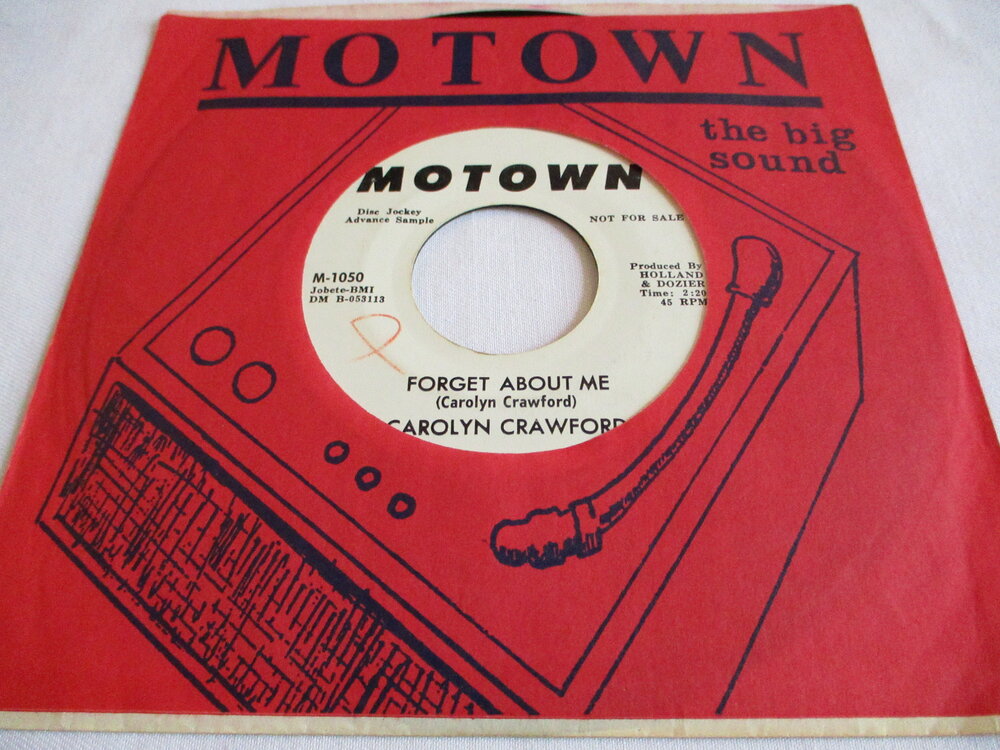 MOTOWN
the big
sound
MOTOWN
Disc Jockey
Advance Sample
NOT FOR SALE
M-1050
Jobete-BMI
DM B-053113
Produced By
HOLLAND
& DOZIER
Time: 2:20
45 RPM
FORGET ABOUT ME
(Carolyn Crawford)
CAROLYN CRAWFORD